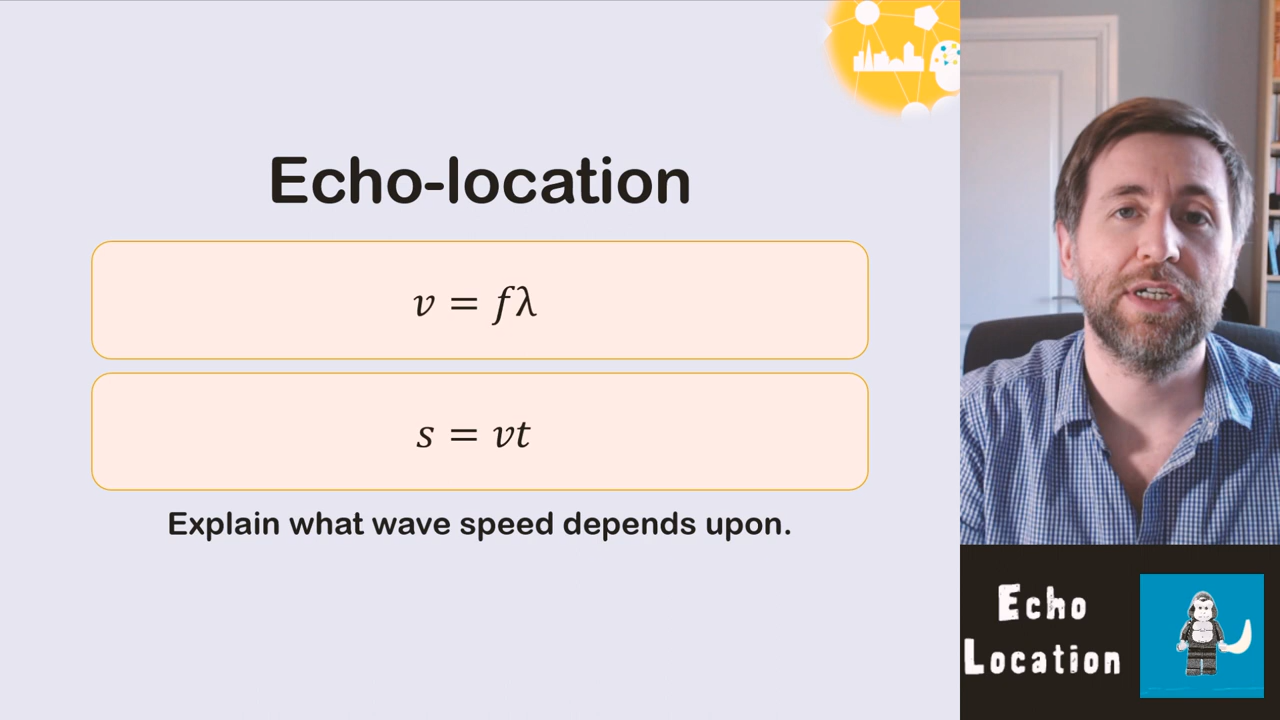 Echo-location
v = fλ
s = vt
Explain what wave speed depends upon.
Echo
Location